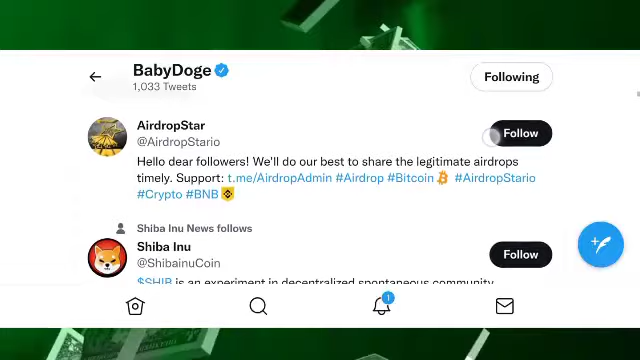 BabyDoge
Following
1,033 Tweets
AirdropStar
@AirdropStario
Follow
Hello dear followers! We'll do our best to share the legitimate airdrops
timely. Support: t.me/AirdropAdmin #Airdrop #Bitcoin #AirdropStario
#Crypto #BNB
Shiba Inu News follows
Shiba Inu
@ShibainuCoin
Follow
$SHIB is an experiment in decentralized spontaneous community
1